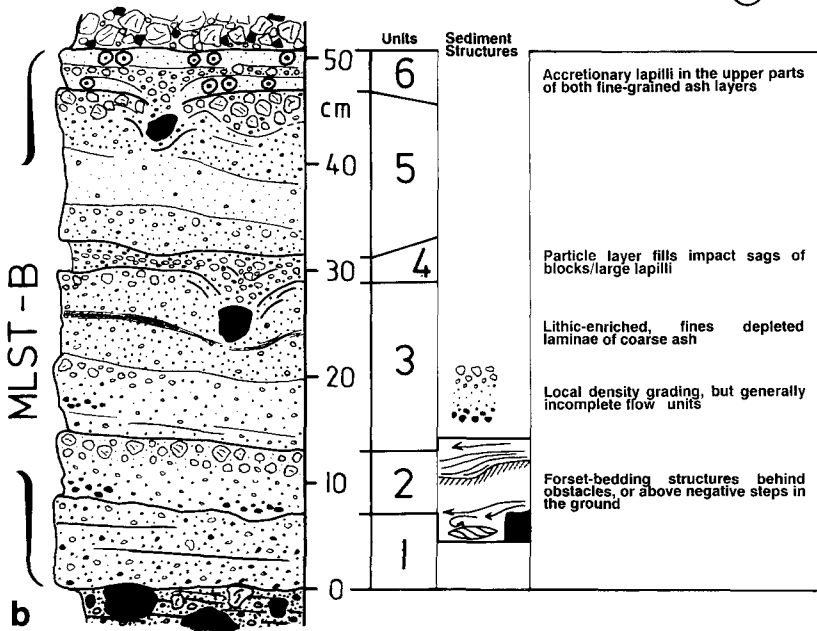 Units
Sediment
Structures
50
cm
40
30
20
10
0
6
5
4
3
2
1
Accretionary lapilli in the upper parts
of both fine-grained ash layers
Particle layer fills impact sags of
blocks/large lapilli
Lithic-enriched, fines depleted
laminae of coarse ash
Local density grading, but generally
incomplete flow units
Forset-bedding structures behind
obstacles, or above negative steps in
the ground
MLST-B
b